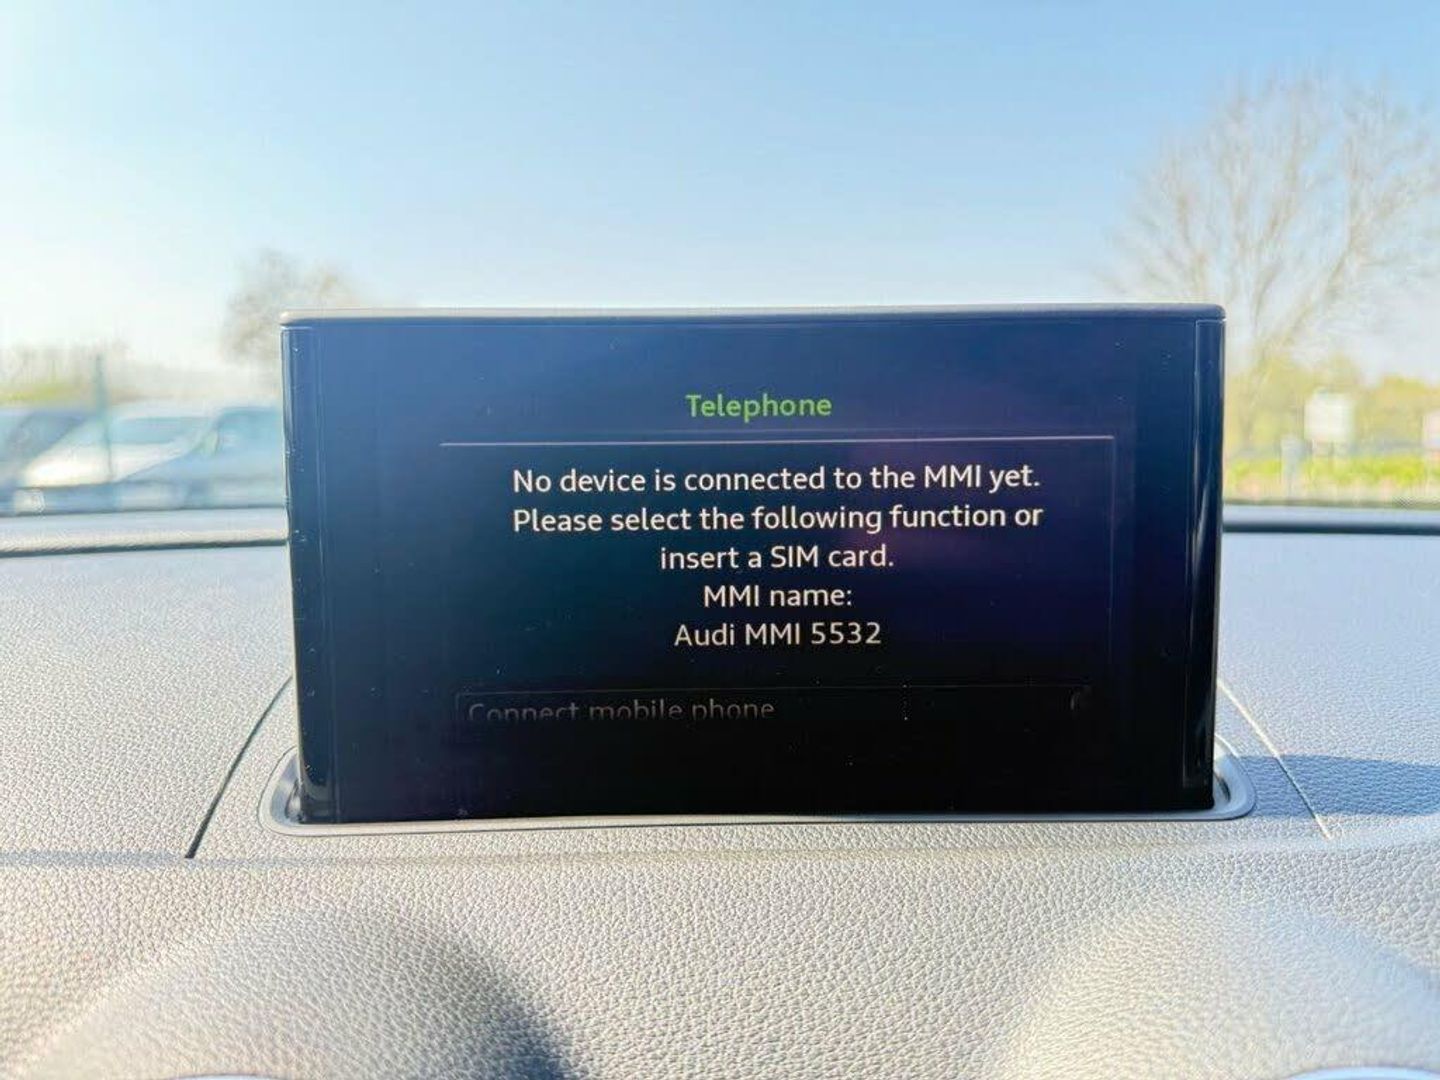 Telephone
No device is connected to the MMI yet.
Please select the following function or
insert a SIM card.
MMI name:
Audi MMI 5532
Connect mobile phone